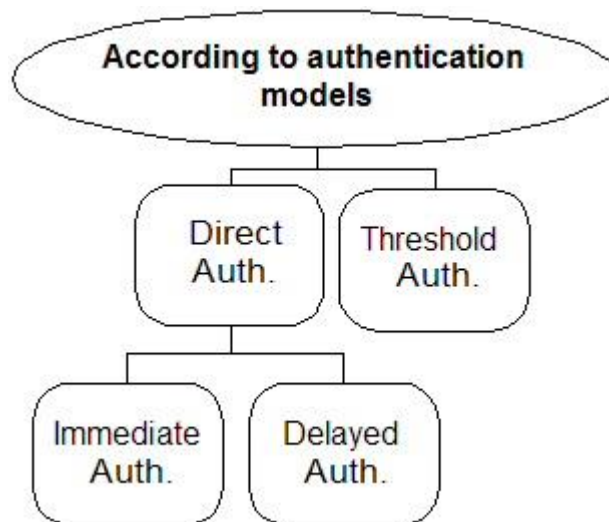 According to authentication
models
Direct
Auth.
Threshold
Auth.
Immediate
Auth.
Delayed
Auth.